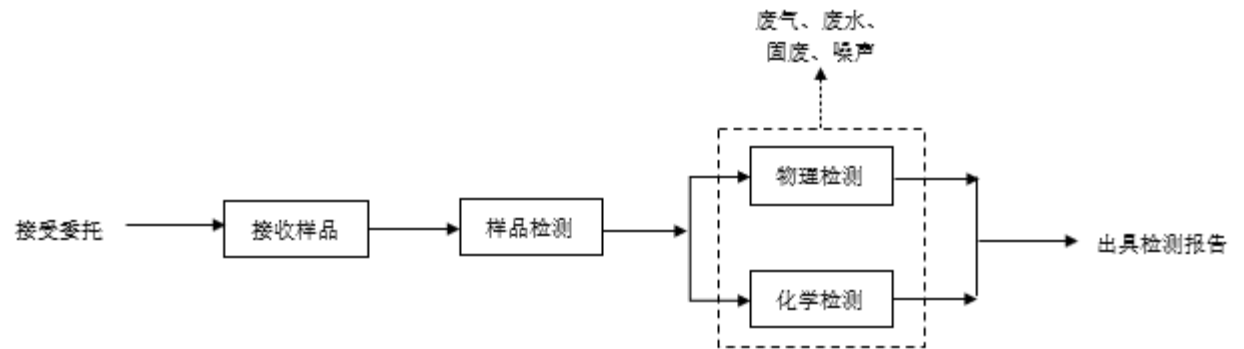 废气、废水、
固废、噪声
物理检测
接受委托
接收样品
样品检测
化学检测
出具检测报告